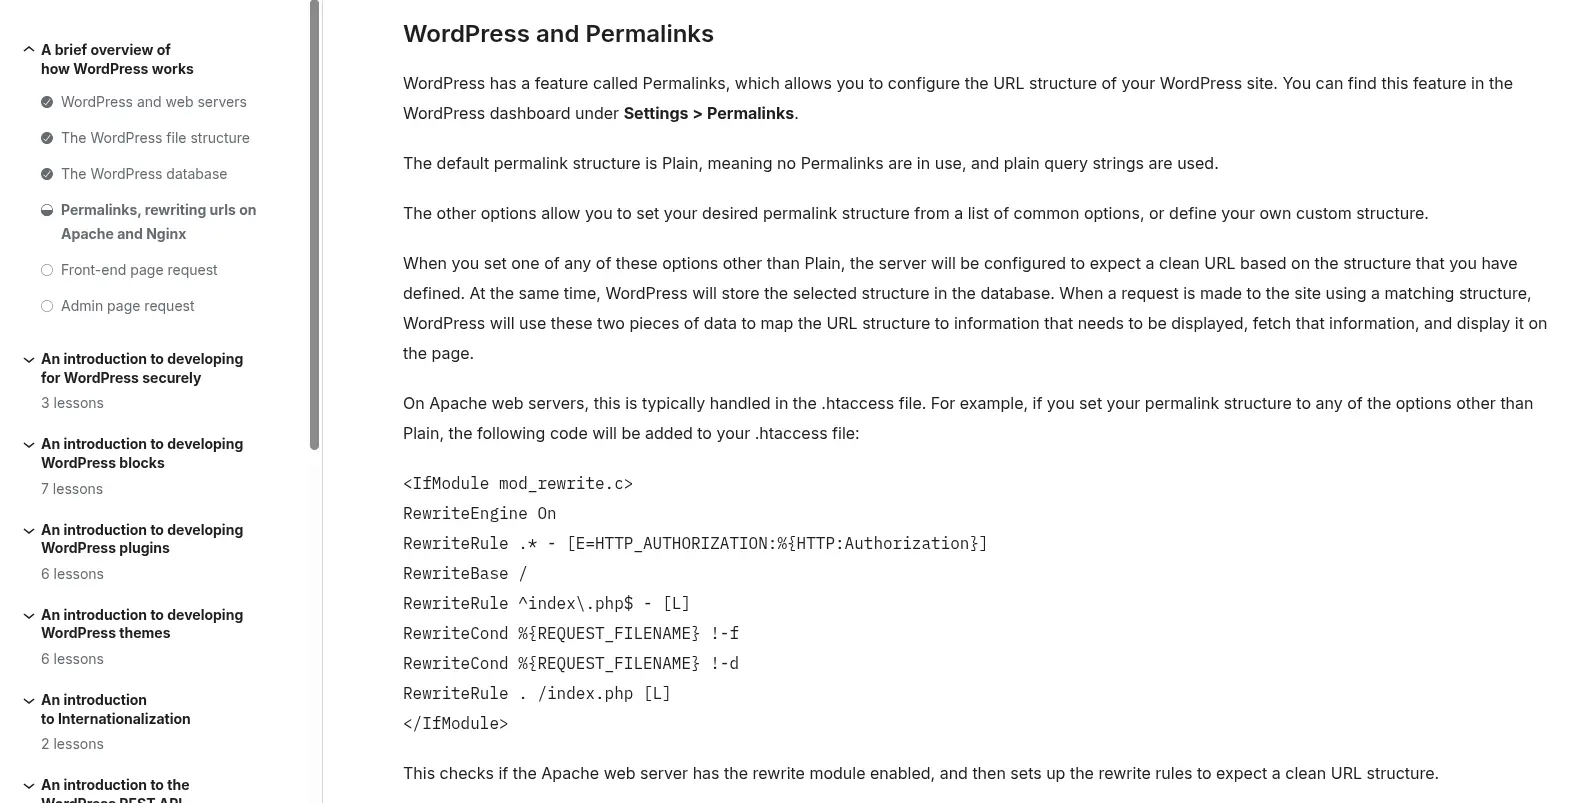 A brief overview of
how WordPress works
WordPress and web servers
The WordPress file structure
The WordPress database
Permalinks, rewriting urls on
Apache and Nginx
Front-end page request
Admin page request
An introduction to developing
for WordPress securely
3 lessons
An introduction to developing
WordPress blocks
7 lessons
An introduction to developing
WordPress plugins
6 lessons
An introduction to developing
WordPress themes
6 lessons
An introduction
to Internationalization
2 lessons
An introduction to the
WordPress REST API
WordPress and Permalinks
WordPress has a feature called Permalinks, which allows you to configure the URL structure of your WordPress site. You can find this feature in the
WordPress dashboard under Settings > Permalinks.
The default permalink structure is Plain, meaning no Permalinks are in use, and plain query strings are used.
The other options allow you to set your desired permalink structure from a list of common options, or define your own custom structure.
When you set one of any of these options other than Plain, the server will be configured to expect a clean URL based on the structure that you have
defined. At the same time, WordPress will store the selected structure in the database. When a request is made to the site using a matching structure,
WordPress will use these two pieces of data to map the URL structure to information that needs to be displayed, fetch that information, and display it on
the page.
On Apache web servers, this is typically handled in the .htaccess file. For example, if you set your permalink structure to any of the options other than
Plain, the following code will be added to your .htaccess file:
<IfModule mod_rewrite.c>
RewriteEngine On
RewriteRule .* - [E=HTTP_AUTHORIZATION:%{HTTP:Authorization}]
RewriteBase /
RewriteRule ^index\.php$ - [L]
RewriteCond %{REQUEST_FILENAME} !-f
RewriteCond %{REQUEST_FILENAME} !-d
RewriteRule . /index.php [L]
</IfModule>
This checks if the Apache web server has the rewrite module enabled, and then sets up the rewrite rules to expect a clean URL structure.